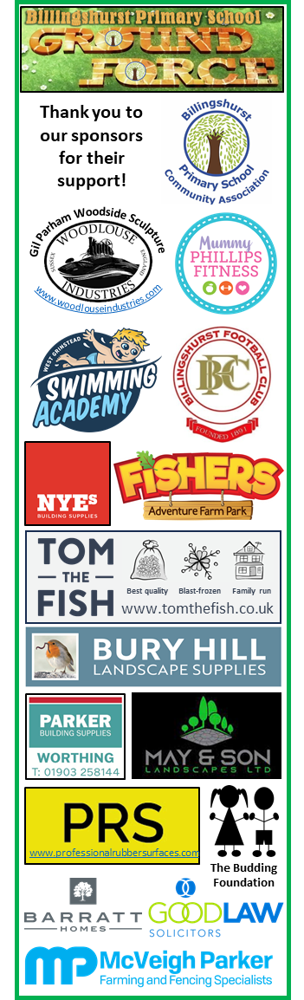 Billingshurst Primary School
GROUND
FORCE
Thank you to
our sponsors
for their
support!
Billingshurst
Primary School
Community Association
Gil Parham Woodside Sculpture
WOODLOUSE
SUSSEX
ENGLAND
INDUSTRIES
www.woodlouseindustries.com
Mummy
PHILLIPS
FITNESS
WEST GRINSTEAD
SWIMMING
ACADEMY
BILLINGSHURST FOOTBALL CLUB
BFC
FOUNDED 1891
NYEs
BUILDING SUPPLIES
FiSHERS
Adventure Farm Park
TOM
THE
FISH
Best quality
Blast-frozen
Family run
www.tomthefish.co.uk
BURY HILL
LANDSCAPE SUPPLIES
PARKER
BUILDING SUPPLIES
WORTHING
T: 01903 258144
MAY & SON
LANDSCAPES LTD
PRS
www.professionalrubbersurfaces.com
The Budding
Foundation
BARRATT
HOMES
GOODLAW
SOLICITORS
MP McVeigh Parker
Farming and Fencing Specialists